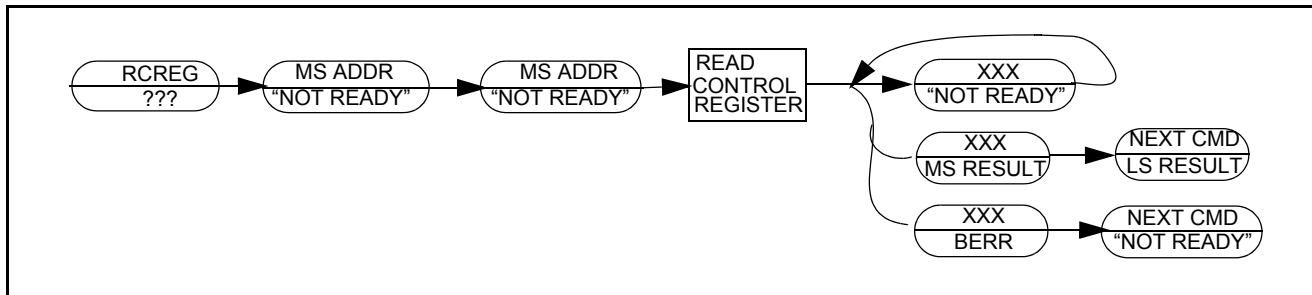 RCREG
???
MS ADDR
“NOT READY”
MS ADDR
“NOT READY”
READ
CONTROL
REGISTER
XXX
“NOT READY”
XXX
MS RESULT
NEXT CMD
LS RESULT
XXX
BERR
NEXT CMD
“NOT READY”